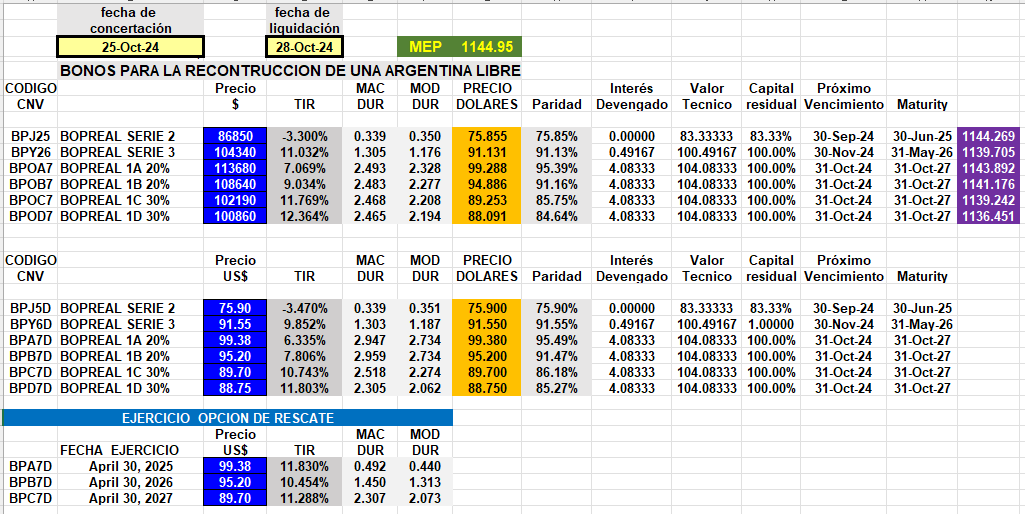 fecha de fecha de
concertación liquidación
25-Oct-24 28-Oct-24 MEP 1144.95
BONOS PARA LA RECONTRUCCION DE UNA ARGENTINA LIBRE
CODIGO Precio MAC MOD PRECIO Interés Valor Capital Próximo
CNV $ TIR DUR DUR DOLARES Paridad Devengado Tecnico residual Vencimiento Maturity
BPJ25 BOPREAL SERIE 2 86850 -3.300% 0.339 0.350 75.855 75.85% 0.00000 83.33333 83.33% 30-Sep-24 30-Jun-25 1144.269
BPY26 BOPREAL SERIE 3 104340 11.032% 1.305 1.176 91.131 91.13% 0.49167 100.49167 100.00% 30-Nov-24 31-May-26 1139.705
BPOA7 BOPREAL 1A 20% 113680 7.069% 2.493 2.328 99.288 95.39% 4.08333 104.08333 100.00% 31-Oct-24 31-Oct-27 1143.892
BPOB7 BOPREAL 1B 20% 108640 9.034% 2.483 2.277 94.886 91.16% 4.08333 104.08333 100.00% 31-Oct-24 31-Oct-27 1141.176
BPOC7 BOPREAL 1C 30% 102190 11.769% 2.468 2.208 89.253 85.75% 4.08333 104.08333 100.00% 31-Oct-24 31-Oct-27 1139.242
BPOD7 BOPREAL 1D 30% 100860 12.364% 2.465 2.194 88.091 84.64% 4.08333 104.08333 100.00% 31-Oct-24 31-Oct-27 1136.451
CODIGO Precio MAC MOD PRECIO Interés Valor Capital Próximo
CNV US$ TIR DUR DUR DOLARES Paridad Devengado Tecnico residual Vencimiento Maturity
BPJ5D BOPREAL SERIE 2 75.90 -3.470% 0.339 0.351 75.900 75.90% 0.00000 83.33333 83.33% 30-Sep-24 30-Jun-25
BPY6D BOPREAL SERIE 3 91.55 9.852% 1.303 1.187 91.550 91.55% 0.49167 100.49167 1.00000 30-Nov-24 31-May-26
BPA7D BOPREAL 1A 20% 99.38 6.335% 2.947 2.734 99.380 95.49% 4.08333 104.08333 100.00% 31-Oct-24 31-Oct-27
BPB7D BOPREAL 1B 20% 95.20 7.806% 2.959 2.734 95.200 91.47% 4.08333 104.08333 100.00% 31-Oct-24 31-Oct-27
BPC7D BOPREAL 1C 30% 89.70 10.743% 2.518 2.274 89.700 86.18% 4.08333 104.08333 100.00% 31-Oct-24 31-Oct-27
BPD7D BOPREAL 1D 30% 88.75 11.803% 2.305 2.062 88.750 85.27% 4.08333 104.08333 100.00% 31-Oct-24 31-Oct-27
EJERCICIO OPCION DE RESCATE
Precio MAC MOD
FECHA EJERCICIO US$ TIR DUR DUR
BPA7D April 30, 2025 99.38 11.830% 0.492 0.440
BPB7D April 30, 2026 95.20 10.454% 1.450 1.313
BPC7D April 30, 2027 89.70 11.288% 2.307 2.073